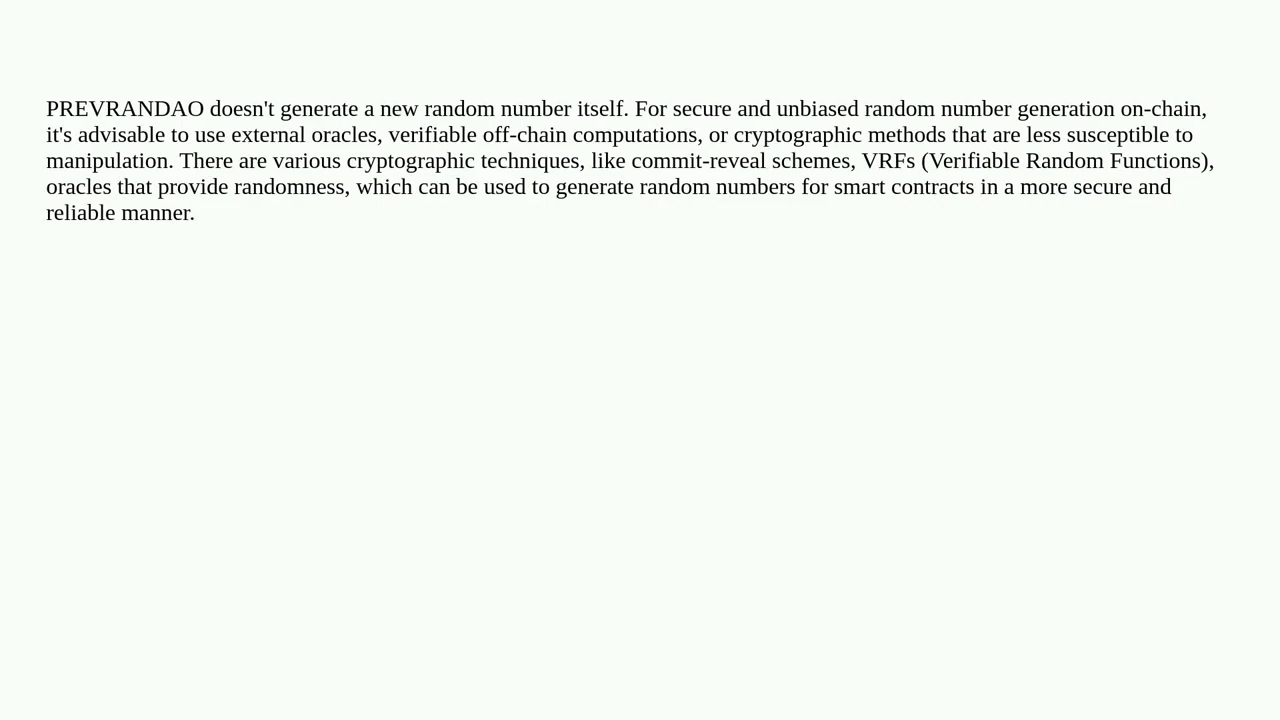 PREVRANDAO doesn't generate a new random number itself. For secure and unbiased random number generation on-chain,
it's advisable to use external oracles, verifiable off-chain computations, or cryptographic methods that are less susceptible to
manipulation. There are various cryptographic techniques, like commit-reveal schemes, VRFs (Verifiable Random Functions),
oracles that provide randomness, which can be used to generate random numbers for smart contracts in a more secure and
reliable manner.